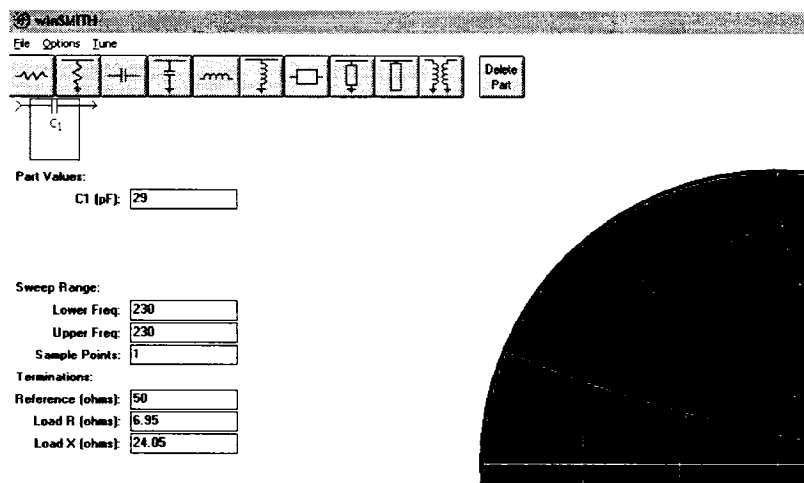 winSMITH
File Options Tune
Delete
Part
C1
Part Values:
C1 (pF): 29
Sweep Range:
Lower Freq: 230
Upper Freq: 230
Sample Points: 1
Terminations:
Reference (ohms): 50
Load R (ohms): 6.95
Load X (ohms): 24.05